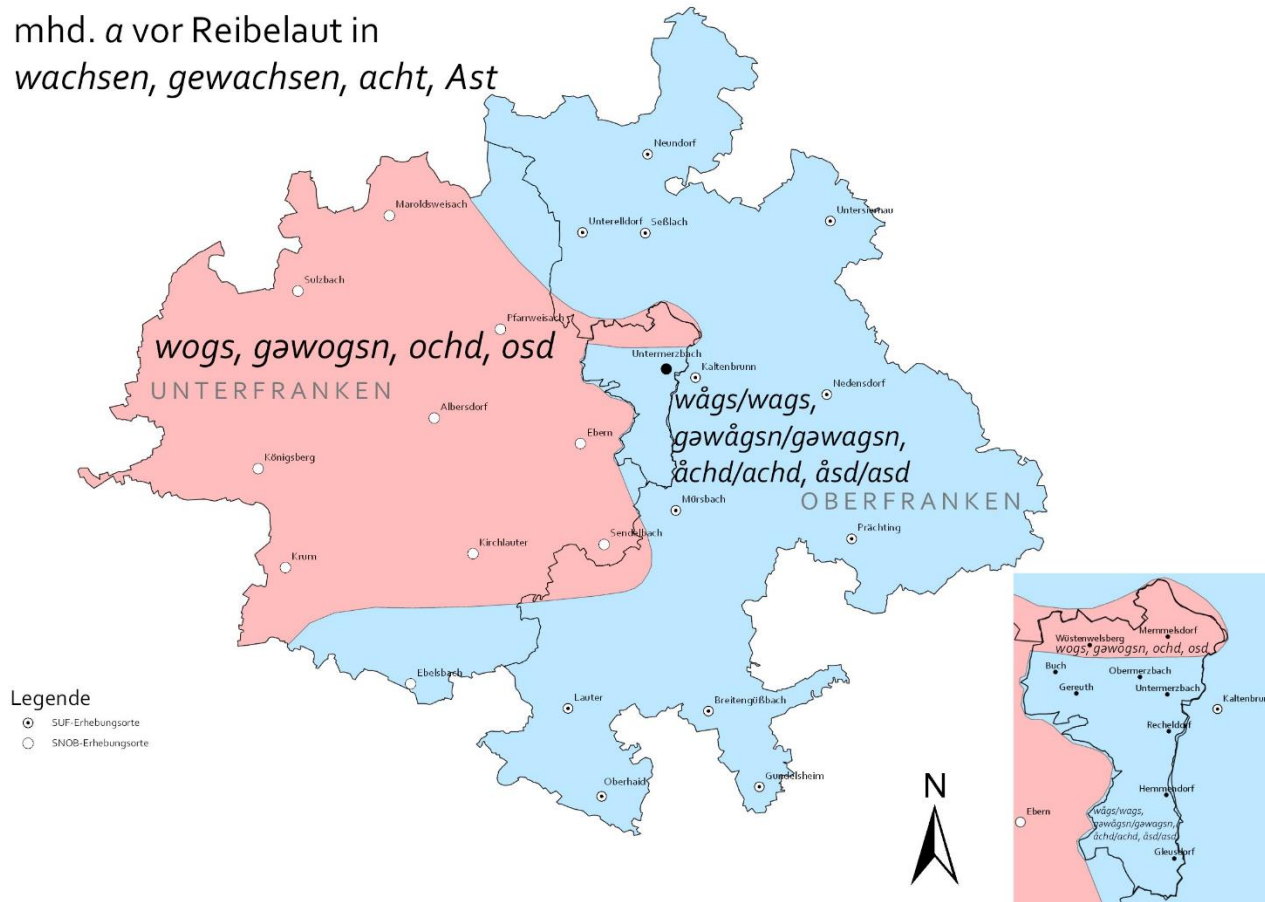 mhd. a vor Reibelaut in
wachsen, gewachsen, acht, Ast
Neundorf
Maroldsweisach
Untersiemau
Unterelldorf
Seßlach
Sulzbach
Pfarrweisach
wogs, gəwogsn, ochd, osd
UNTERFRANKEN
Untermerzbach
Kaltenbrunn
Nedensdorf
wågs/wags,
gəwågsn/gəwagsn,
åchd/achd, åsd/asd
OBERFRANKEN
Albersdorf
Ebern
Königsberg
Mürsbach
Prächting
Sendelbach
Kirchlauter
Krum
Ebelsbach
Lauter
Breitengüßbach
Oberhaid
Gundelsheim
Legende
SUF-Erhebungsorte
SNOB-Erhebungsorte
N
Memmelsdorf
Wüstenwelsberg
wogs, gəwogsn, ochd, osd
Buch
Obermerzbach
Gereuth
Untermerzbach
Kaltenbrunn
Recheldorf
Hemmendorf
Ebern
wågs/wags,
gəwågsn/gəwagsn,
åchd/achd, åsd/asd
Gleusdorf